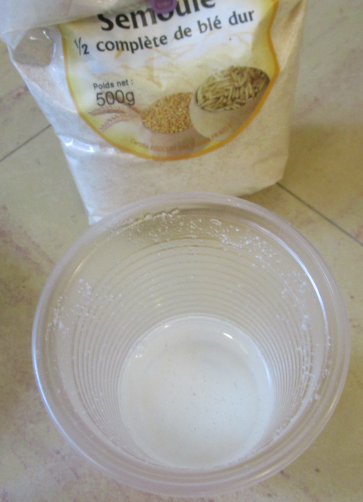 Semoule
½ complète de blé dur
Poids net :
500g